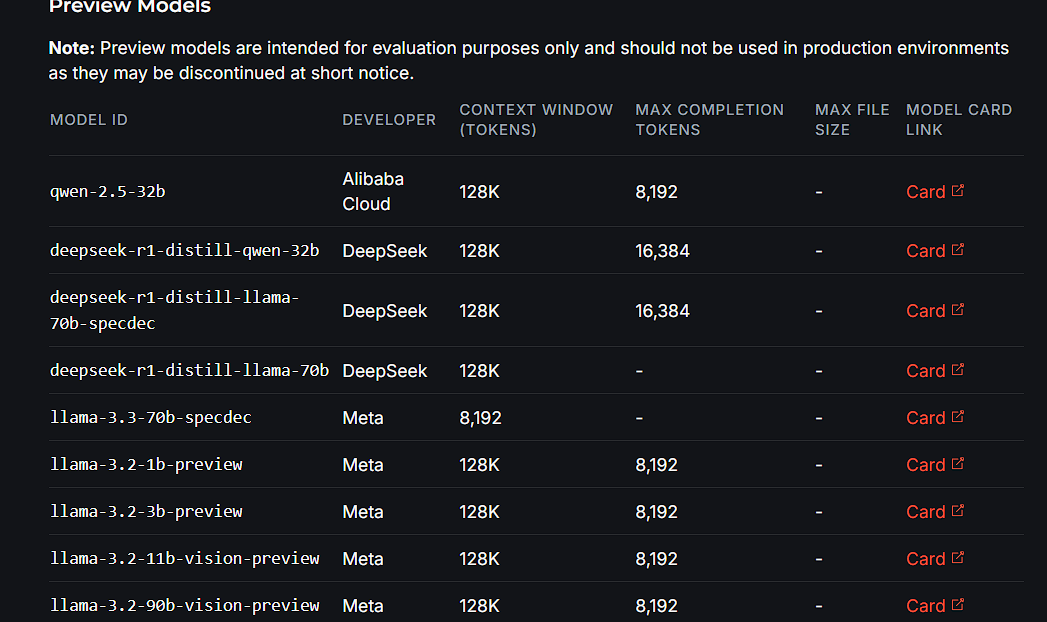 Preview Models
Note: Preview models are intended for evaluation purposes only and should not be used in production environments
as they may be discontinued at short notice.
MODEL ID DEVELOPER CONTEXT WINDOW (TOKENS) MAX COMPLETION TOKENS MAX FILE SIZE MODEL CARD LINK
qwen-2.5-32b Alibaba Cloud 128K 8,192 - Card
deepseek-r1-distill-qwen-32b DeepSeek 128K 16,384 - Card
deepseek-r1-distill-llama-70b-specdec DeepSeek 128K 16,384 - Card
deepseek-r1-distill-llama-70b DeepSeek 128K - - Card
llama-3.3-70b-specdec Meta 8,192 - - Card
llama-3.2-1b-preview Meta 128K 8,192 - Card
llama-3.2-3b-preview Meta 128K 8,192 - Card
llama-3.2-11b-vision-preview Meta 128K 8,192 - Card
llama-3.2-90b-vision-preview Meta 128K 8,192 - Card